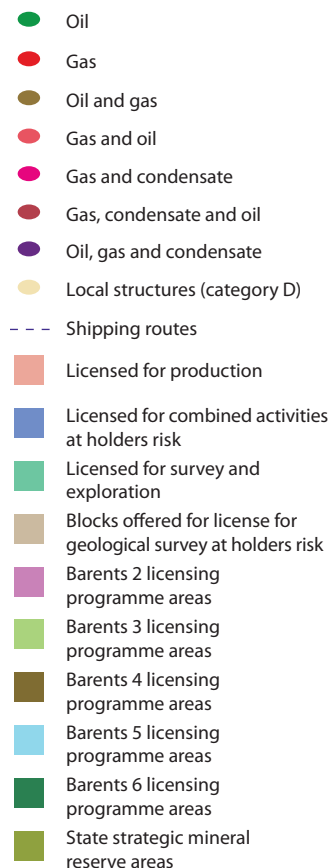 Oil
Gas
Oil and gas
Gas and oil
Gas and condensate
Gas, condensate and oil
Oil, gas and condensate
Local structures (category D)
Shipping routes
Licensed for production
Licensed for combined activities
at holders risk
Licensed for survey and
exploration
Blocks offered for license for
geological survey at holders risk
Barents 2 licensing
programme areas
Barents 3 licensing
programme areas
Barents 4 licensing
programme areas
Barents 5 licensing
programme areas
Barents 6 licensing
programme areas
State strategic mineral
reserve areas